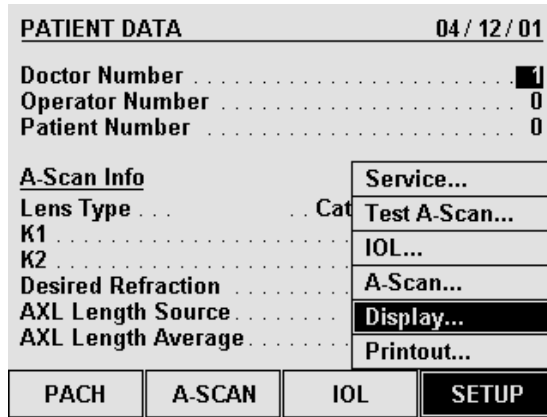 PATIENT DATA 04/12/01
Doctor Number . . . . . . . . . . . . . . . . . . . . . . . . 1
Operator Number . . . . . . . . . . . . . . . . . . . . . . 0
Patient Number . . . . . . . . . . . . . . . . . . . . . . . 0
A-Scan Info
Lens Type . . . . . Cat
K1 . . . . . . . . . . . . . . . . . . . .
K2 . . . . . . . . . . . . . . . . . . . .
Desired Refraction . . . . . . . . .
AXL Length Source . . . . . . . .
AXL Length Average . . . . . . .
Service...
Test A-Scan...
IOL...
A-Scan...
Display...
Printout...
PACH A-SCAN IOL SETUP